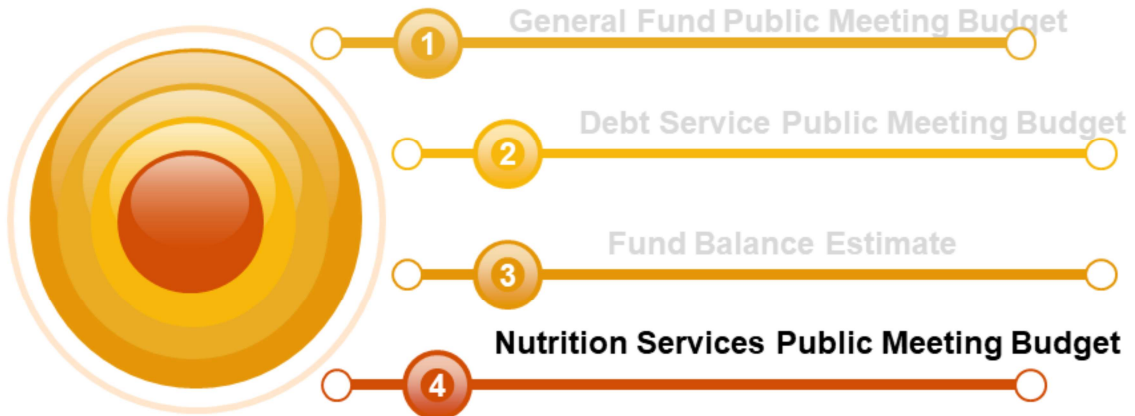 General Fund Public Meeting Budget
1
Debt Service Public Meeting Budget
2
Fund Balance Estimate
3
Nutrition Services Public Meeting Budget
4